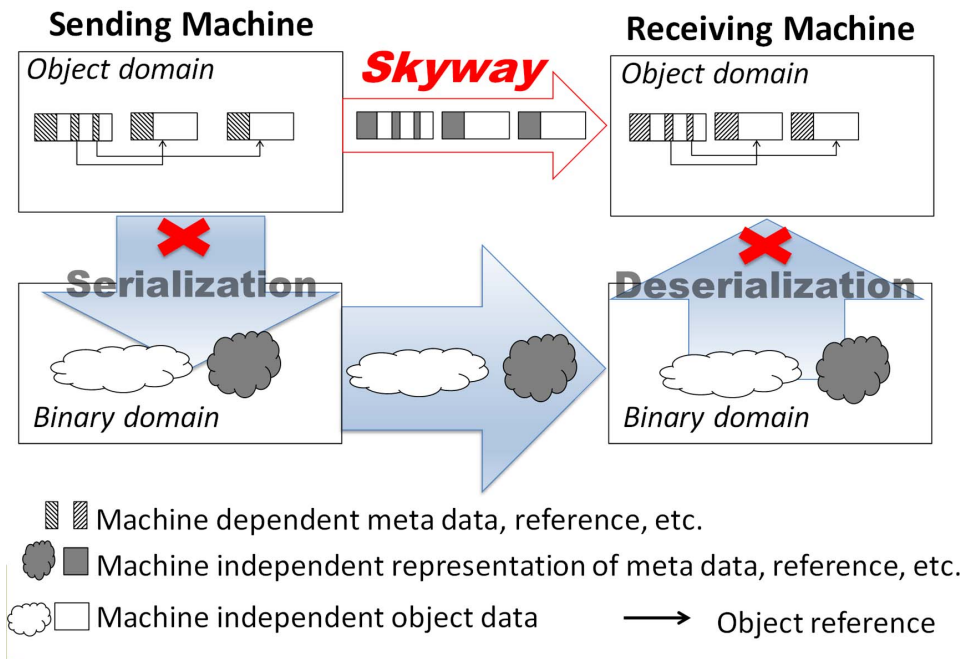 Sending Machine
Receiving Machine
Object domain
Skyway
Object domain
Serialization
Deserialization
Binary domain
Binary domain
Machine dependent meta data, reference, etc.
Machine independent representation of meta data, reference, etc.
Machine independent object data
Object reference